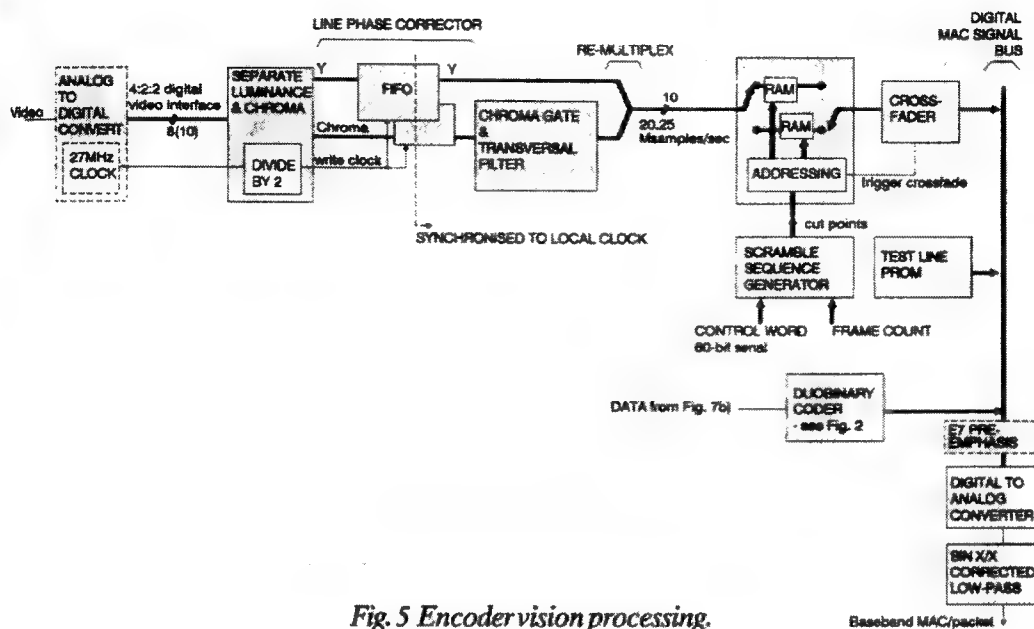 LINE PHASE CORRECTOR
DIGITAL
MAC SIGNAL
BUS
RE-MULTIPLEX
ANALOG
TO
DIGITAL
CONVERT
4:2:2 digital
video interface
8(10)
Video
27MHz
CLOCK
SEPARATE
LUMINANCE
& CHROMA
Y
Chroma
DIVIDE
BY 2
write clock
FIFO
Y
CHROMA GATE
&
TRANSVERSAL
FILTER
SYNCHRONISED TO LOCAL CLOCK
10
20.25
Msamples/sec
RAM
RAM
ADDRESSING
CROSS-
FADER
trigger crossfade
cut points
SCRAMBLE
SEQUENCE
GENERATOR
TEST LINE
PROM
CONTROL WORD
60-bit serial
FRAME COUNT
DATA from Fig. 7b)
DUOBINARY
CODER
- see Fig. 2
E7 PRE-
EMPHASIS
DIGITAL TO
ANALOG
CONVERTER
SIN X/X
CORRECTED
LOW-PASS
Baseband MAC/packet
Fig. 5 Encoder vision processing.